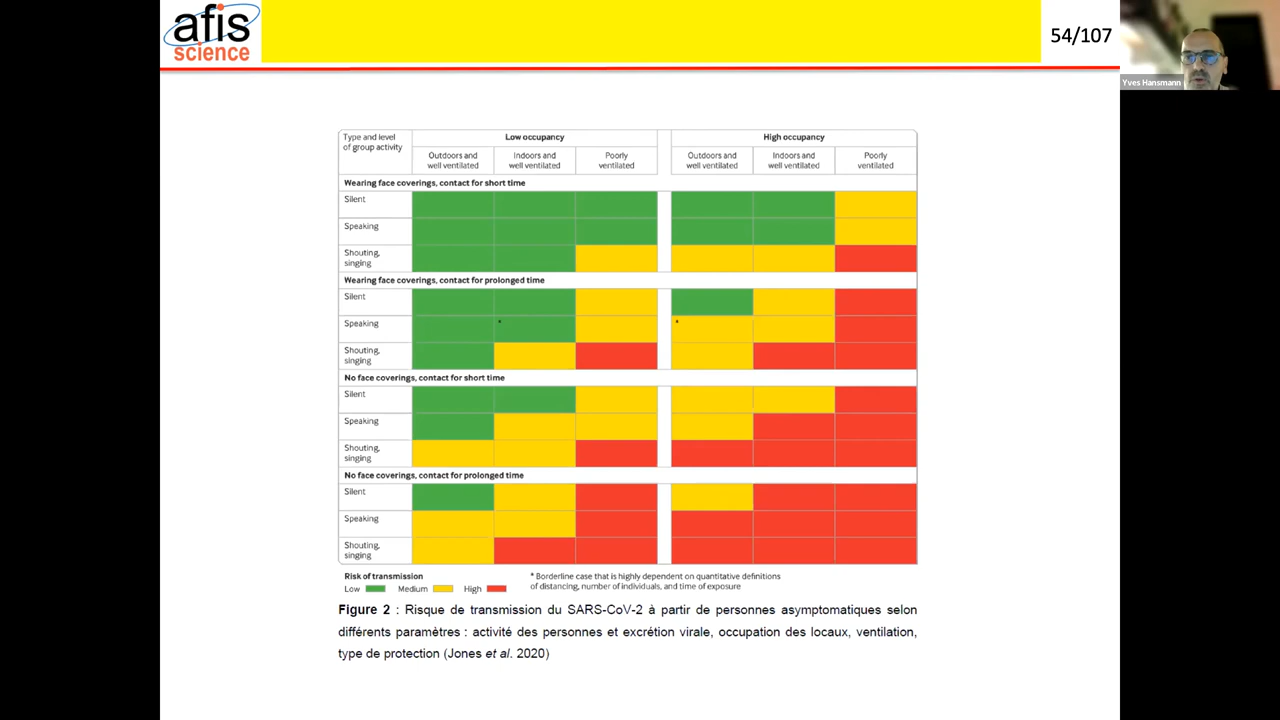 afis
science
54/107
Yves Hansmann
Type and level
of group activity
Low occupancy
High occupancy
Outdoors and
well ventilated
Indoors and
well ventilated
Poorly
ventilated
Outdoors and
well ventilated
Indoors and
well ventilated
Poorly
ventilated
Wearing face coverings, contact for short time
Silent
Speaking
Shouting,
singing
Wearing face coverings, contact for prolonged time
Silent
Speaking
*
*
Shouting,
singing
No face coverings, contact for short time
Silent
Speaking
Shouting,
singing
No face coverings, contact for prolonged time
Silent
Speaking
Shouting,
singing
Risk of transmission
Low Medium High
* Borderline case that is highly dependent on quantitative definitions
of distancing, number of individuals, and time of exposure
Figure 2 : Risque de transmission du SARS-CoV-2 à partir de personnes asymptomatiques selon
différents paramètres : activité des personnes et excrétion virale, occupation des locaux, ventilation,
type de protection (Jones et al. 2020)